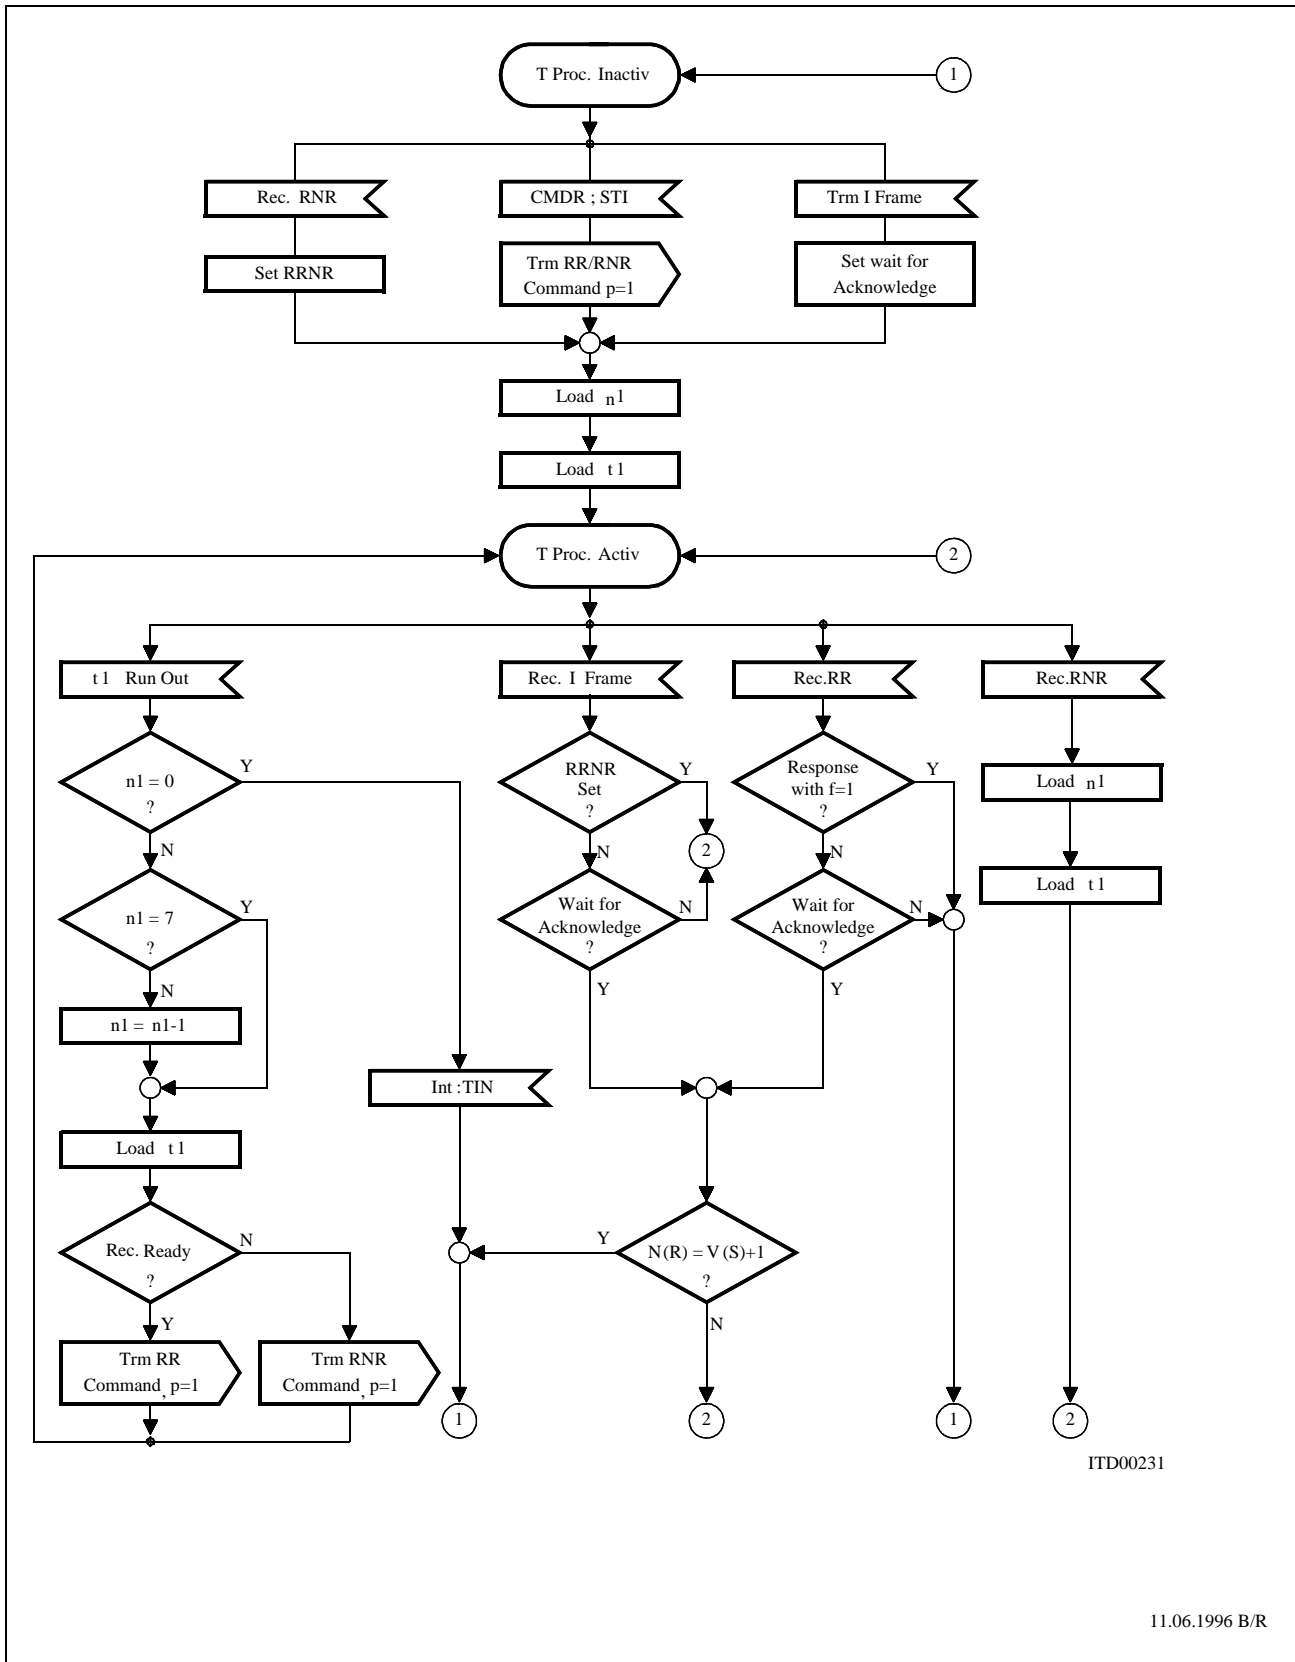 T Proc. Inactiv
1
Rec. RNR
CMDR ; STI
Trm I Frame
Set RRNR
Trm RR/RNR
Command p=1
Set wait for
Acknowledge
Load n1
Load t1
T Proc. Activ
2
t1 Run Out
Rec. I Frame
Rec.RR
Rec.RNR
n1 = 0
?
Y
N
RRNR
Set
?
Y
N
2
Response
with f=1
?
Y
N
Load n1
n1 = 7
?
Y
N
Wait for
Acknowledge
?
N
Y
Wait for
Acknowledge
?
N
Y
Load t1
n1 = n1-1
Int :TIN
Load t1
Rec. Ready
?
N
Y
N(R) = V(S)+1
?
Y
N
Trm RR
Command, p=1
Trm RNR
Command, p=1
1
2
1
2
ITD00231
11.06.1996 B/R